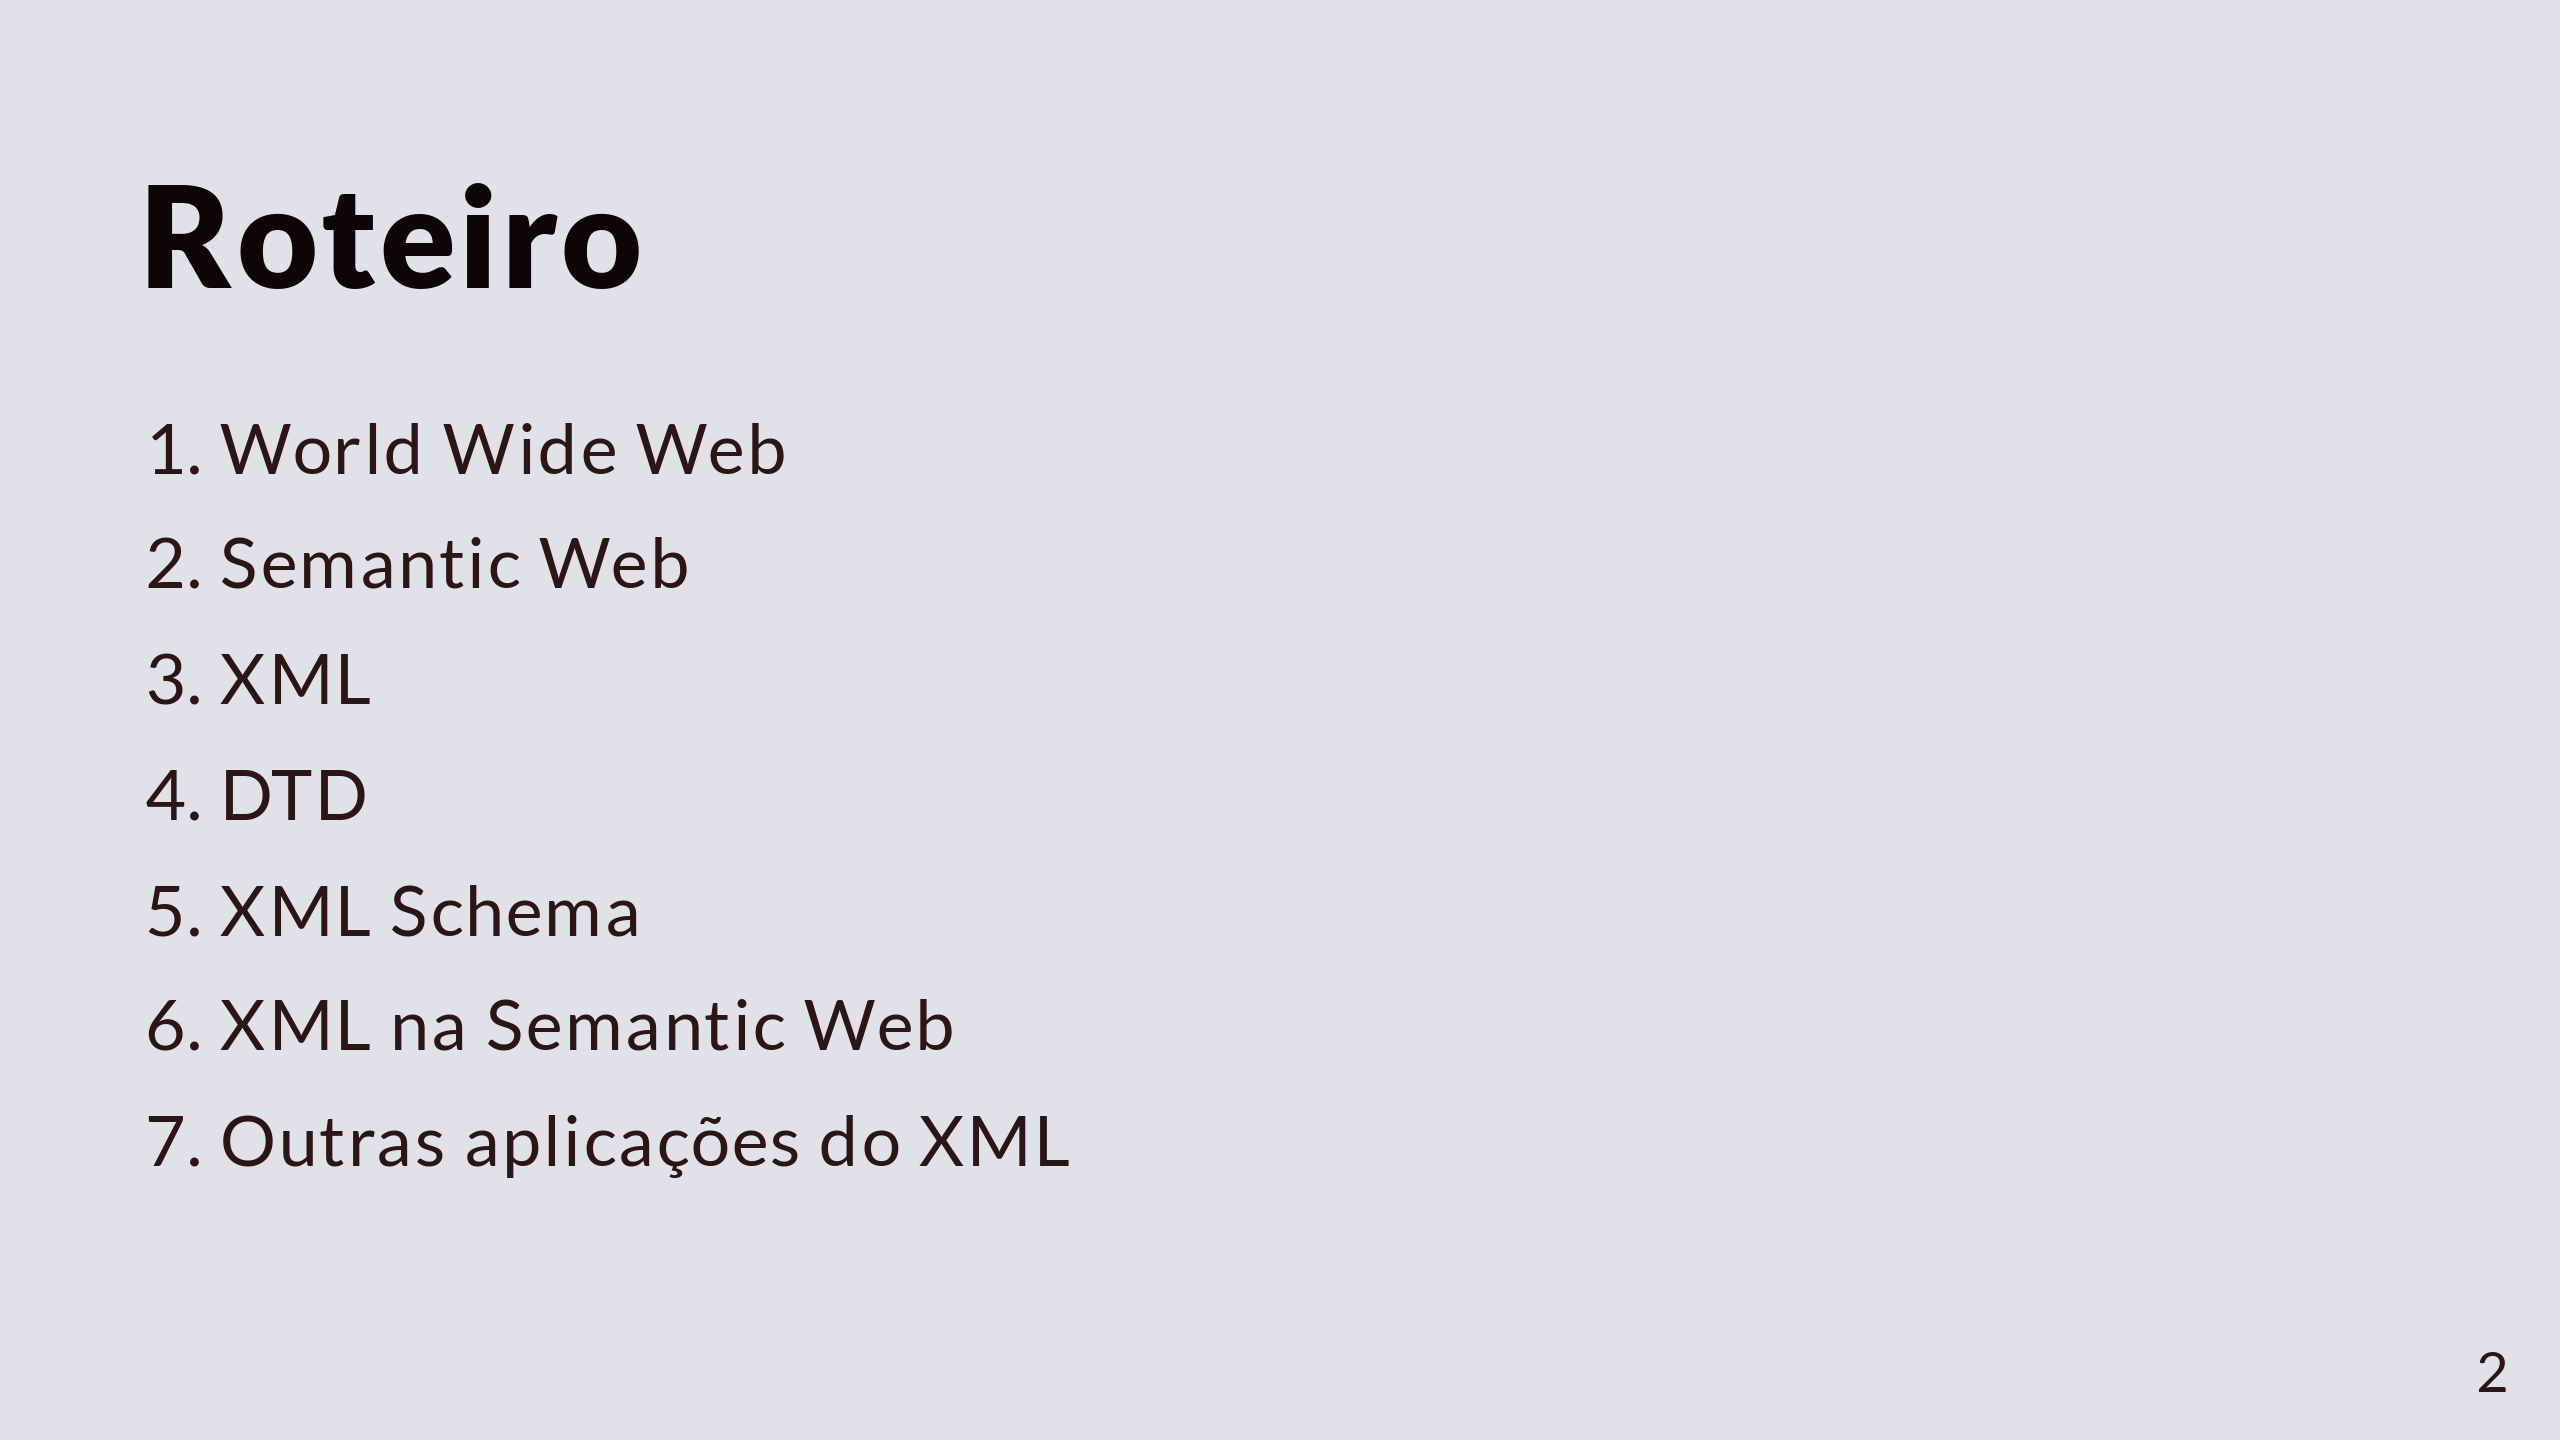 Roteiro
1. World Wide Web
2. Semantic Web
3. XML
4. DTD
5. XML Schema
6. XML na Semantic Web
7. Outras aplicações do XML
2